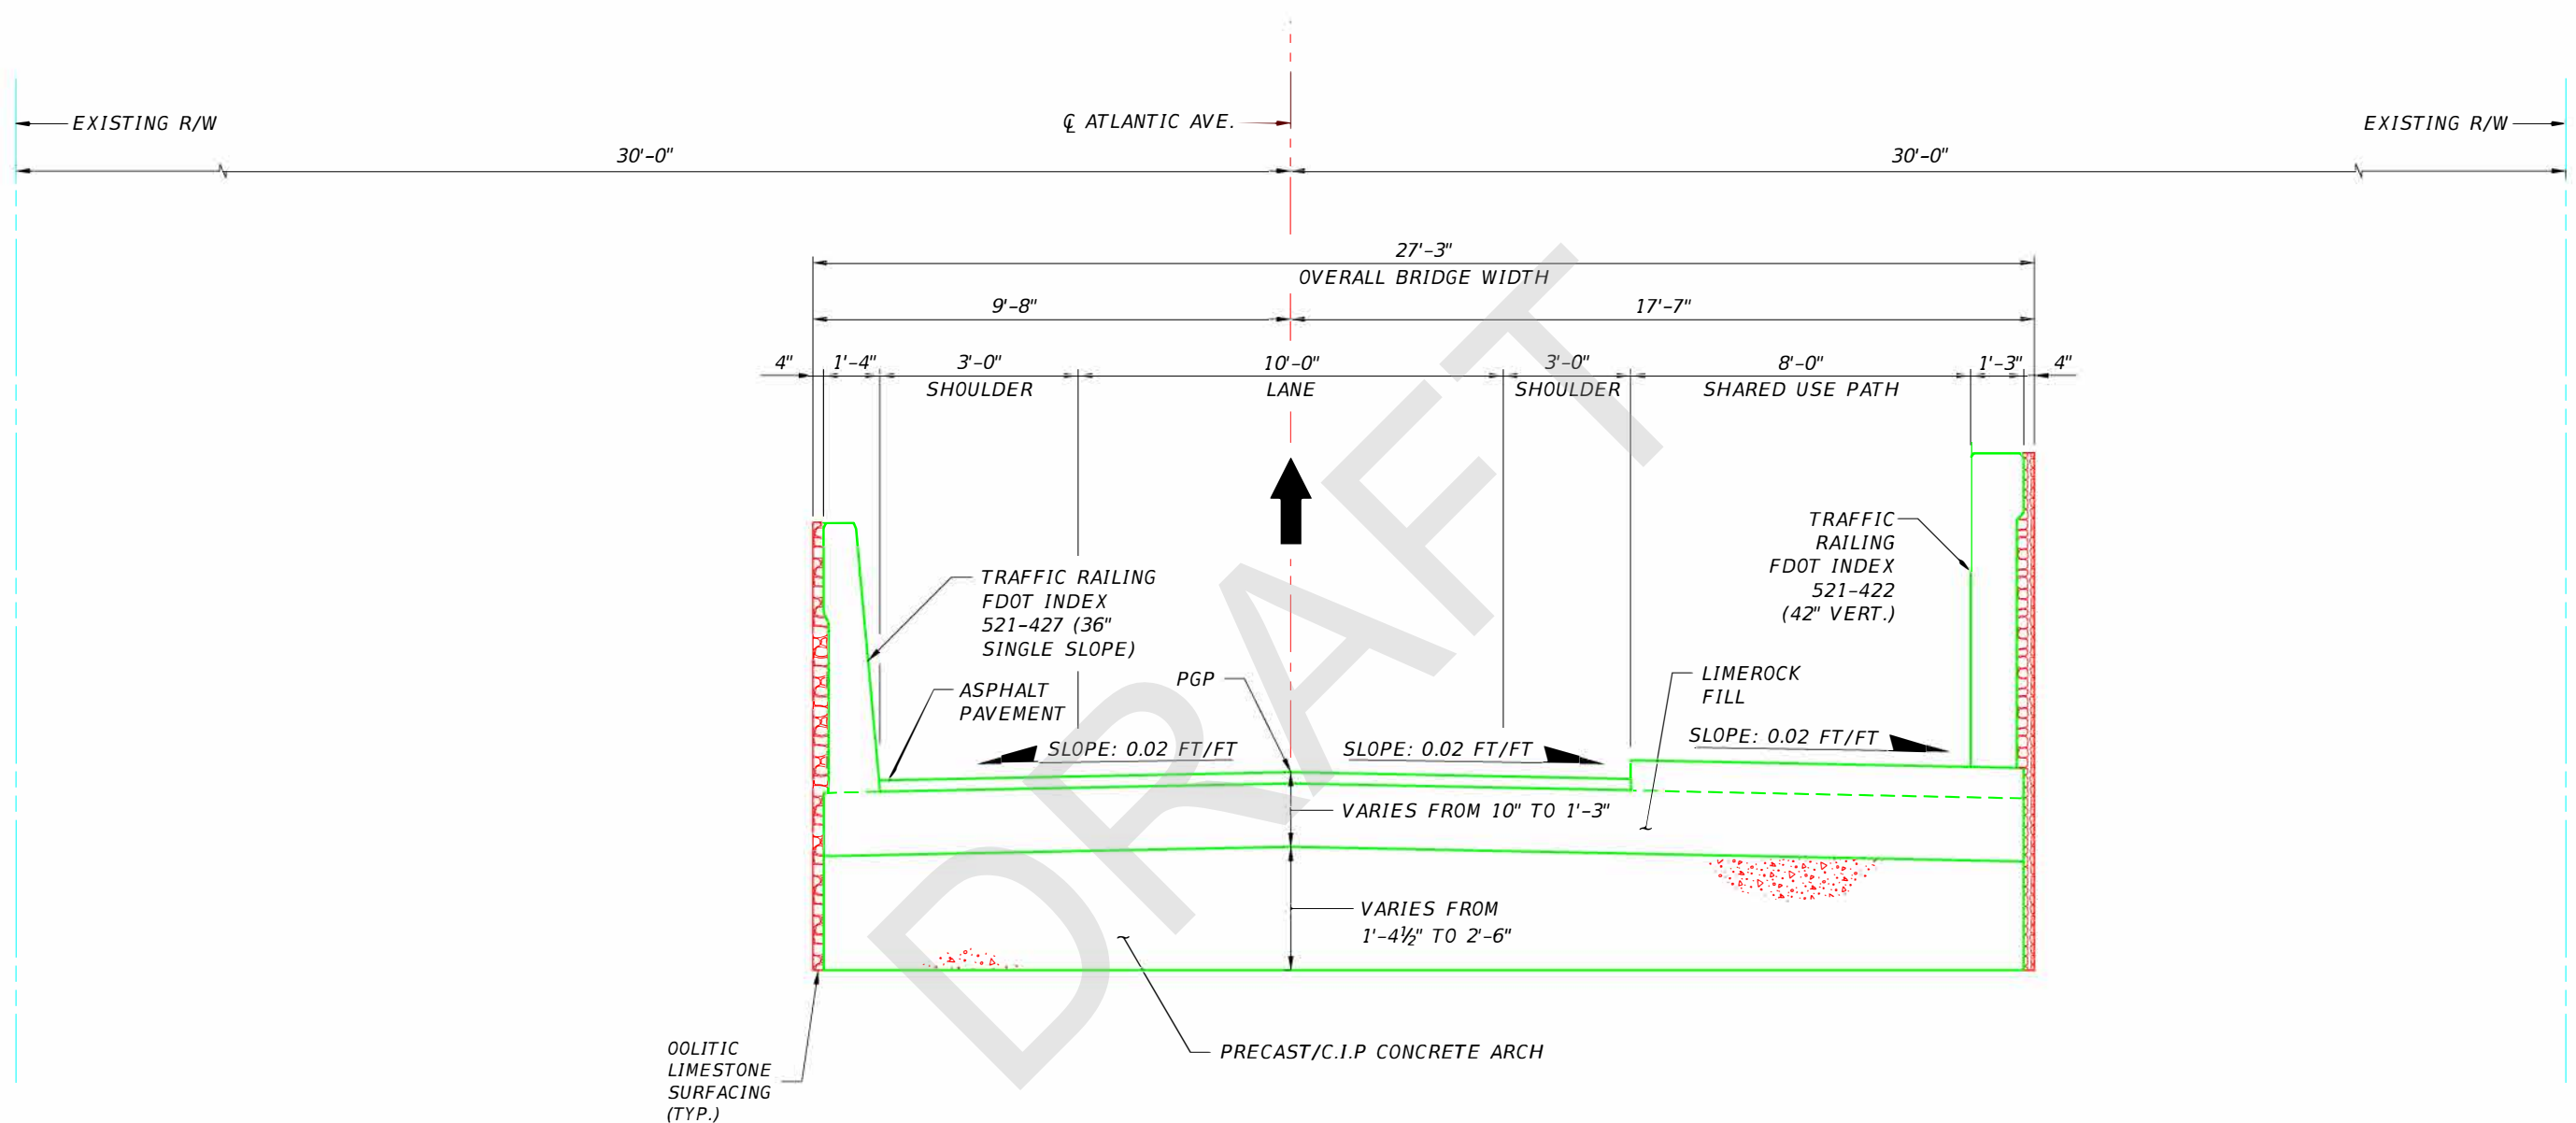 EXISTING R/W
℄ ATLANTIC AVE.
EXISTING R/W
30'-0"
30'-0"
27'-3"
OVERALL BRIDGE WIDTH
9'-8"
17'-7"
4"
1'-4"
3'-0"
10'-0"
3'-0"
8'-0"
1'-3"
4"
SHOULDER
LANE
SHOULDER
SHARED USE PATH
TRAFFIC
RAILING
FDOT INDEX
521-422
(42" VERT.)
TRAFFIC RAILING
FDOT INDEX
521-427 (36"
SINGLE SLOPE)
PGP
LIMEROCK
FILL
ASPHALT
PAVEMENT
SLOPE: 0.02 FT/FT
SLOPE: 0.02 FT/FT
SLOPE: 0.02 FT/FT
VARIES FROM 10" TO 1'-3"
VARIES FROM
1'-4½" TO 2'-6"
PRECAST/C.I.P CONCRETE ARCH
OOLITIC
LIMESTONE
SURFACING
(TYP.)
DRAFT